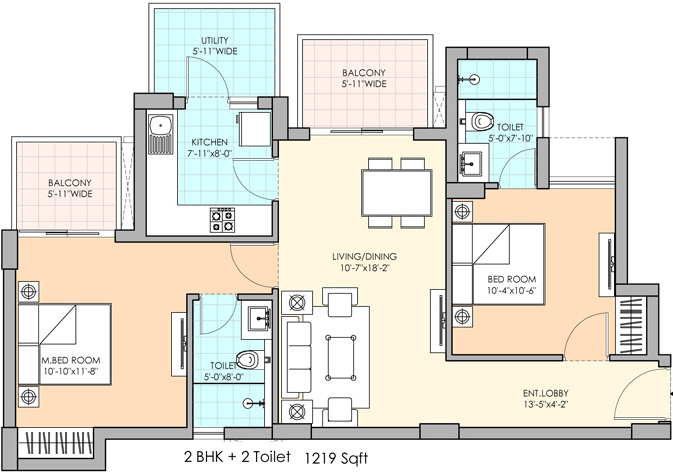 UTILITY
5'-11"WIDE
BALCONY
5'-11"WIDE
KITCHEN
7'-11"x8'-0"
TOILET
5'-0"x7'-10"
BALCONY
5'-11"WIDE
LIVING/DINING
10'-7"x18'-2"
BED ROOM
10'-4"x10'-6"
M.BED ROOM
10'-10"x11'-8"
TOILET
5'-0"x8'-0"
ENT.LOBBY
13'-5"x4'-2"
2 BHK + 2 Toilet 1219 Sqft